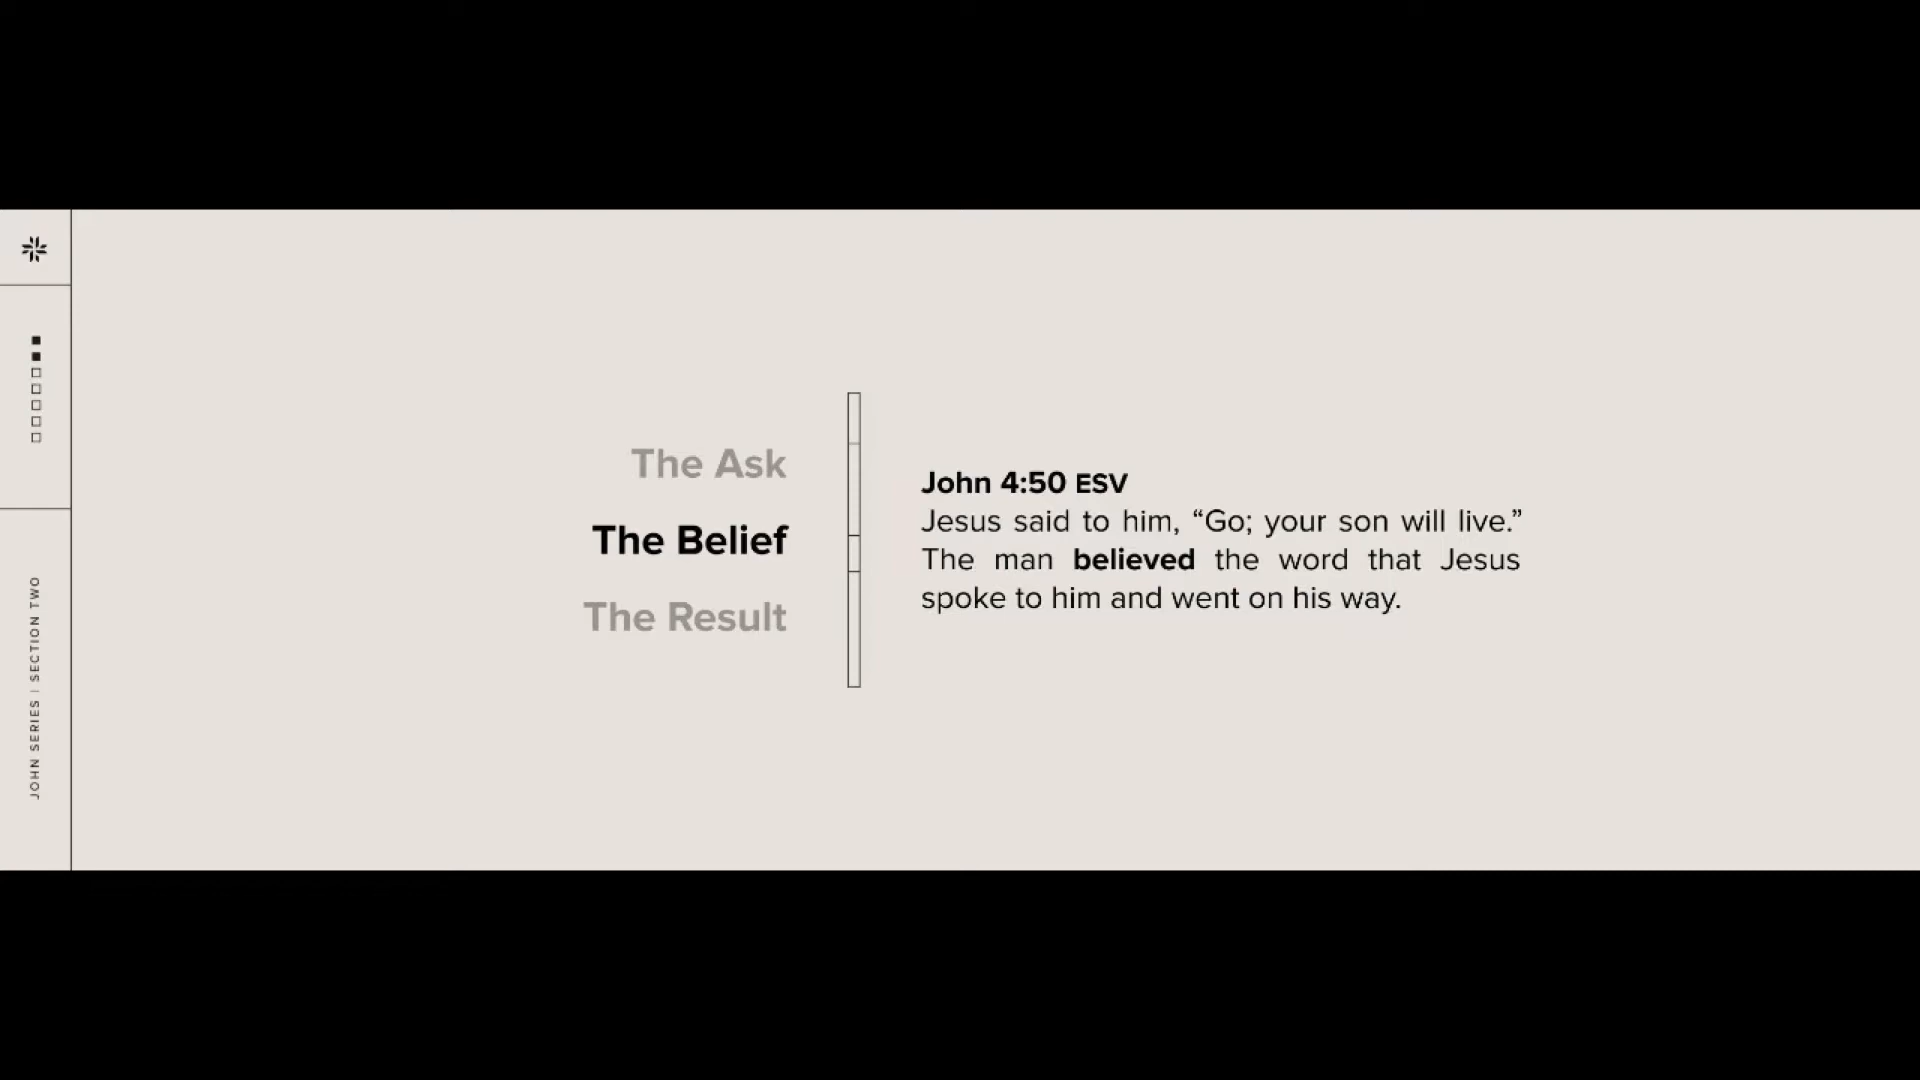 JOHN SERIES | SECTION TWO
The Ask
The Belief
The Result
John 4:50 ESV
Jesus said to him, “Go; your son will live.”
The man believed the word that Jesus
spoke to him and went on his way.